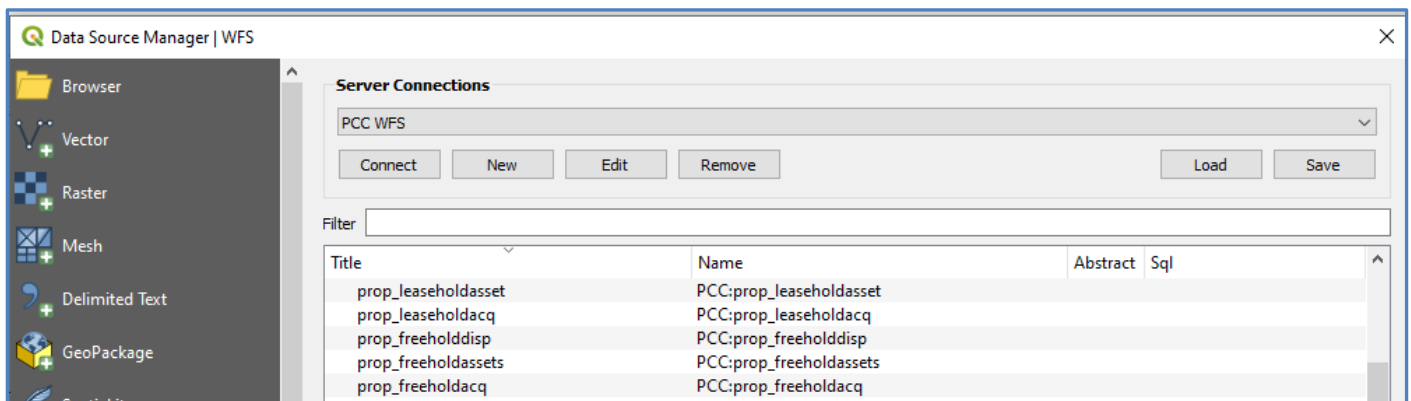 Data Source Manager | WFS
Browser
Vector
Raster
Mesh
Delimited Text
GeoPackage
Server Connections
PCC WFS
Connect New Edit Remove Load Save
Filter
Title Name Abstract Sql
prop_leaseholdasset PCC:prop_leaseholdasset
prop_leaseholdacq PCC:prop_leaseholdacq
prop_freeholddisp PCC:prop_freeholddisp
prop_freeholdassets PCC:prop_freeholdassets
prop_freeholdacq PCC:prop_freeholdacq